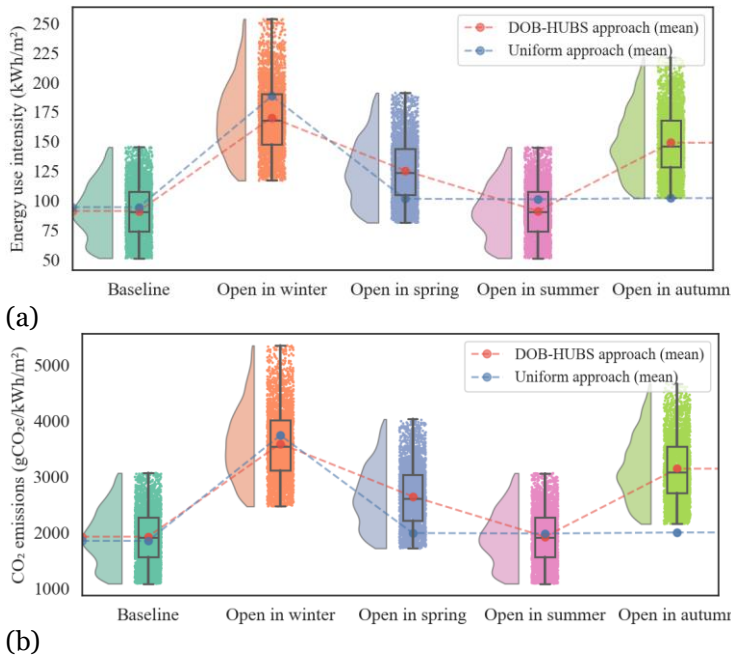 DOB-HUBS approach (mean)
Uniform approach (mean)
Energy use intensity (kWh/m²)
250
225
200
175
150
125
100
75
50
Baseline
Open in winter
Open in spring
Open in summer
Open in autumn
(a)
DOB-HUBS approach (mean)
Uniform approach (mean)
CO₂ emissions (gCO₂e/kWh/m²)
5000
4000
3000
2000
1000
Baseline
Open in winter
Open in spring
Open in summer
Open in autumn
(b)